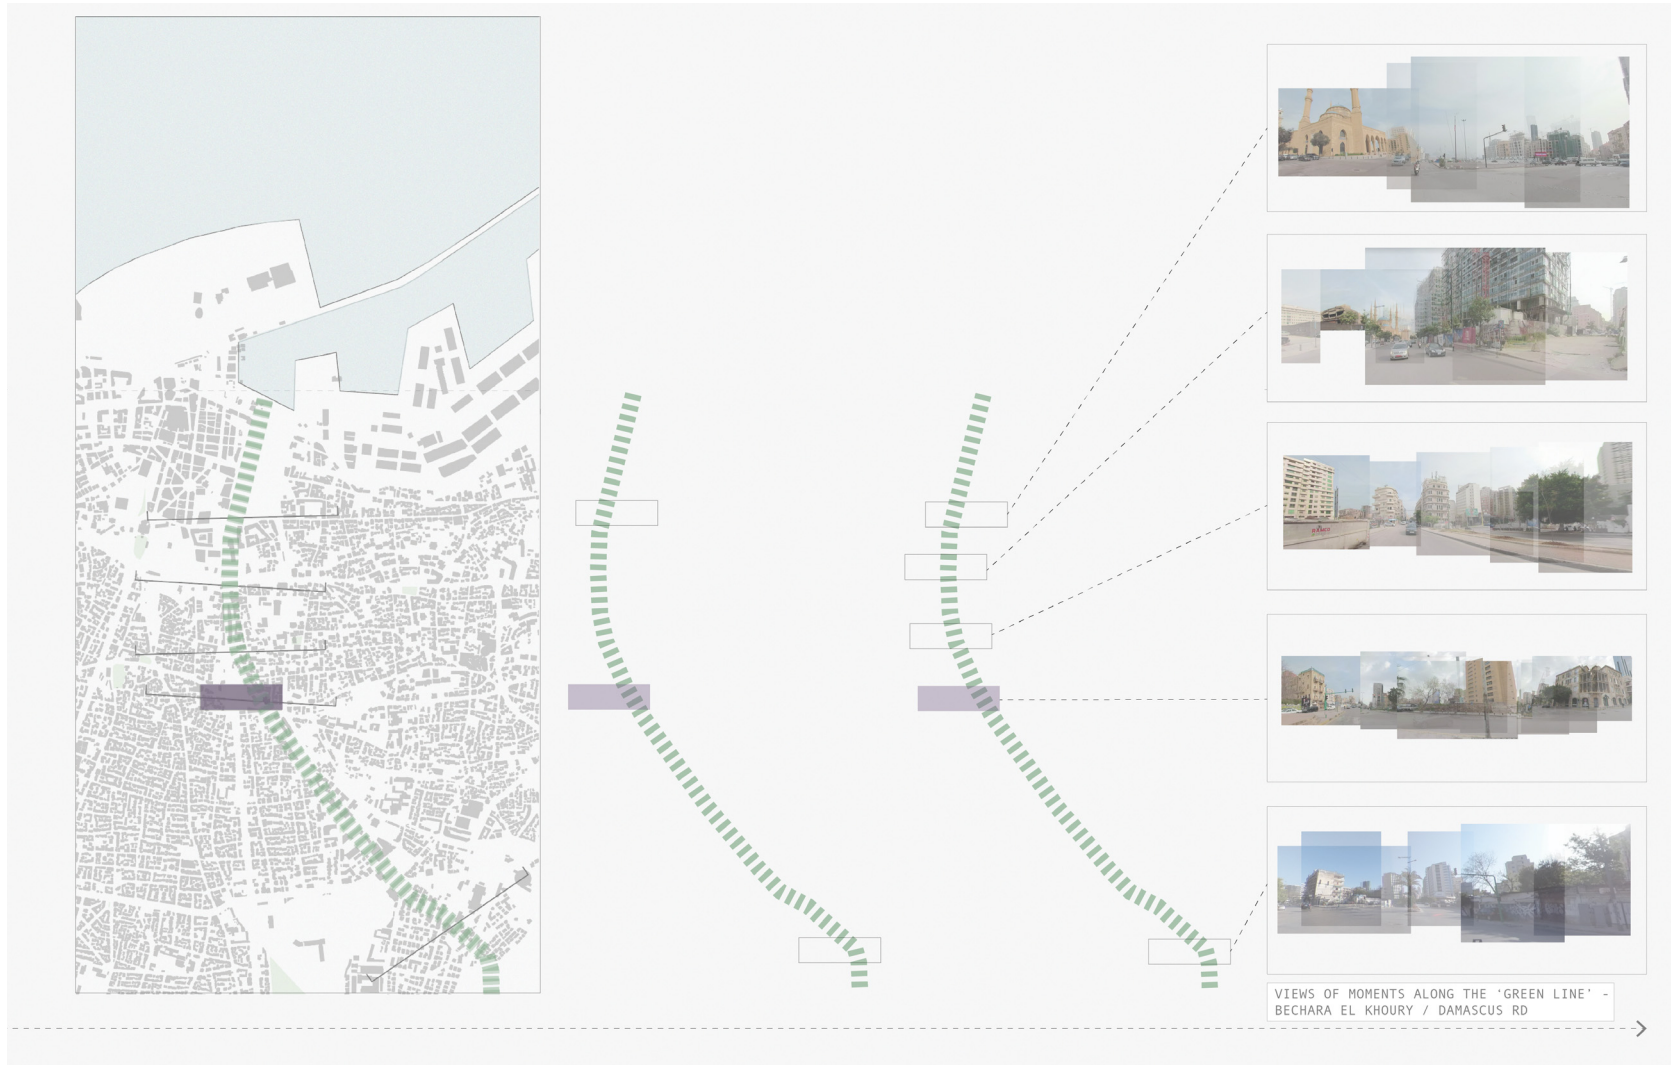 VIEWS OF MOMENTS ALONG THE 'GREEN LINE' -
BECHARA EL KHOURY / DAMASCUS RD